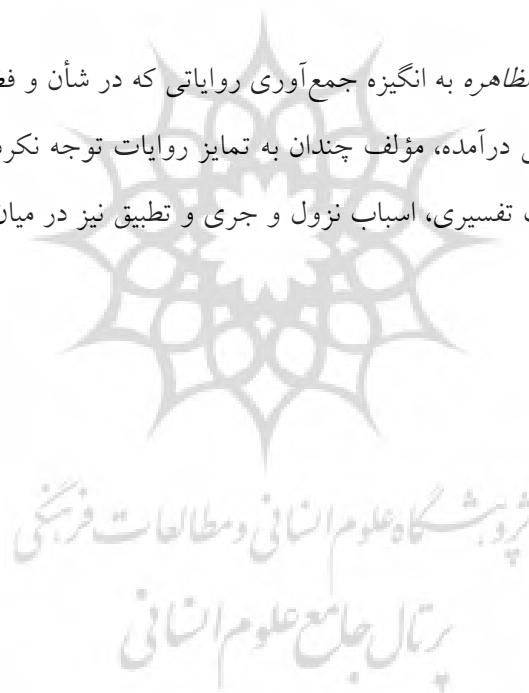 ظاهره به انگیزه جمع‌آوری روایاتی که در شأن و
درآمده، مؤلف چندان به تمایز روایات توجه
تفسیری، اسباب نزول و جری و تطبیق نیز در
پژوهشگاه علوم انسانی و مطالعات فرهنگی
پرتال جامع علوم انسانی